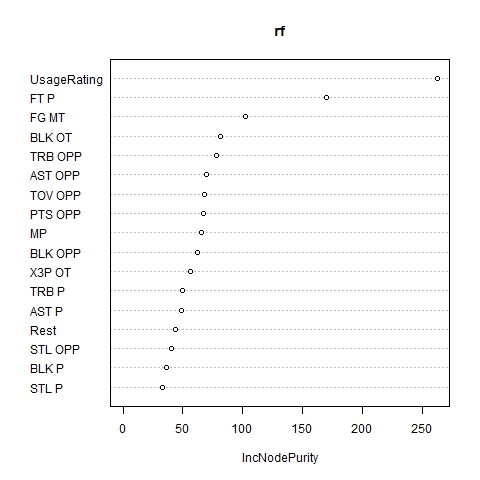 rf
UsageRating
FT P
FG MT
BLK OT
TRB OPP
AST OPP
TOV OPP
PTS OPP
MP
BLK OPP
X3P OT
TRB P
AST P
Rest
STL OPP
BLK P
STL P
0 50 100 150 200 250
IncNodePurity